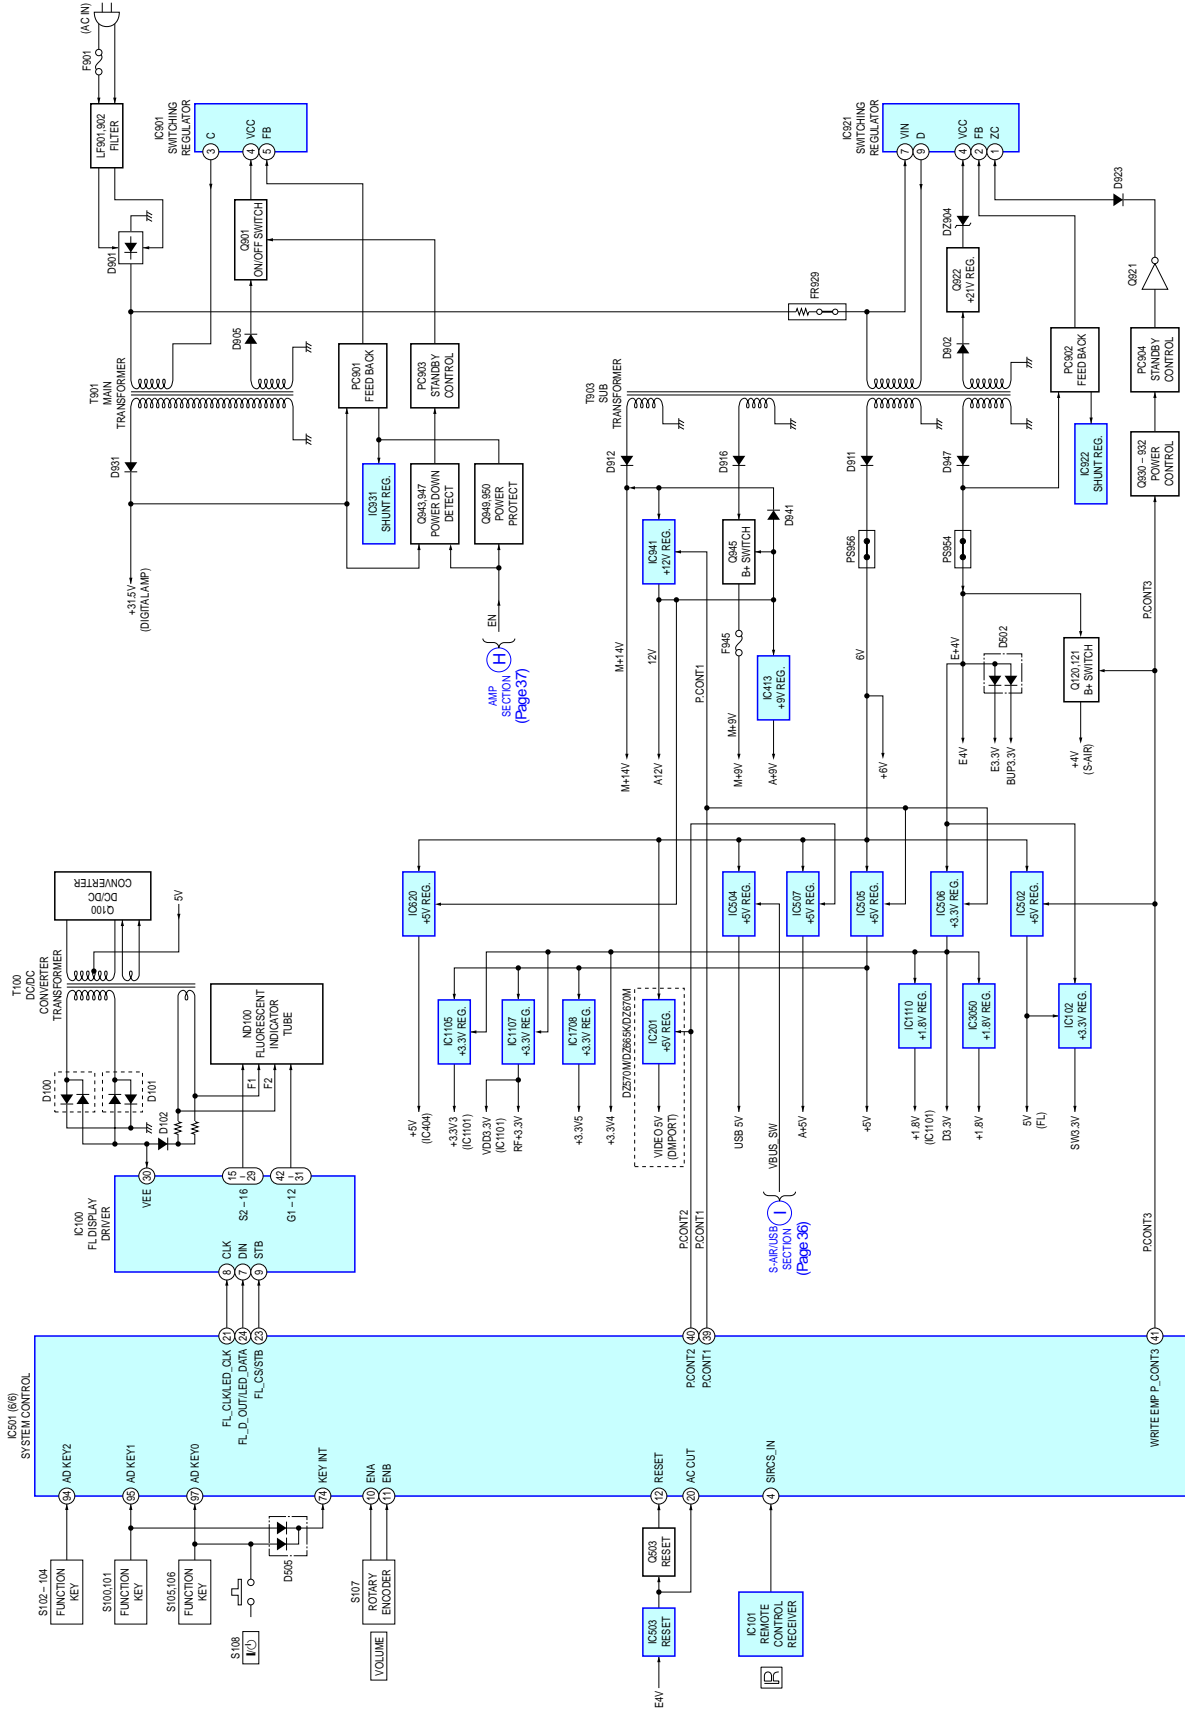 IC501 (6/6)
SYSTEM CONTROL
S102 – 104
FUNCTION
KEY
94
AD KEY2
S100,101
FUNCTION
KEY
95
AD KEY1
S105,106
FUNCTION
KEY
97
AD KEY0
S108
I/⏻
D505
74
KEY INT
VOLUME
S107
ROTARY
ENCODER
10
ENA
11
ENB
E4V
IC503
RESET
Q503
RESET
12
RESET
20
AC CUT
IC101
REMOTE
CONTROL
RECEIVER
4
SIRCS_IN
FL_CLK/LED_CLK
21
FL_D_OUT/LED_DATA
24
FL_CS/STB
23
P.CONT2
40
P.CONT1
39
WRITE EMP P_CONT3
41
IC100
FL DISPLAY
DRIVER
8
CLK
7
DIN
9
STB
VEE
30
S2 – 16
15
–
29
G1 – 12
42
–
31
D100
D101
D102
T100
DC/DC
CONVERTER
TRANSFORMER
Q100
DC/DC
CONVERTER
5V
F1
F2
ND100
FLUORESCENT
INDICATOR
TUBE
P.CONT2
P.CONT1
S-AIR/USB
SECTION
(Page 36)
I
VBUS_SW
P.CONT3
+5V
(IC404)
IC620
+5V REG.
+3.3V3
(IC1101)
IC1105
+3.3V REG.
VDD3.3V
(IC1101)
RF+3.3V
IC1107
+3.3V REG.
+3.3V5
IC1708
+3.3V REG.
+3.3V4
DZ570M/DZ665K/DZ670M
VIDEO 5V
(DMPORT)
IC201
+5V REG.
USB 5V
IC504
+5V REG.
A+5V
IC507
+5V REG.
+5V
IC505
+5V REG.
+1.8V
(IC1101)
IC1110
+1.8V REG.
D3.3V
IC506
+3.3V REG.
+1.8V
IC3050
+1.8V REG.
5V
(FL)
IC502
+5V REG.
SW3.3V
IC102
+3.3V REG.
(AC IN)
F901
LF901,902
FILTER
D901
IC901
SWITCHING
REGULATOR
3
C
4
VCC
5
FB
Q901
ON/OFF SWITCH
D905
T901
MAIN
TRANSFORMER
D931
+31.5V
(DIGITAL AMP)
PC901
FEED BACK
PC903
STANDBY
CONTROL
IC931
SHUNT REG.
Q943,947
POWER DOWN
DETECT
Q949,950
POWER
PROTECT
EN
AMP
SECTION
(Page 37)
H
IC921
SWITCHING
REGULATOR
7
VIN
9
D
4
VCC
2
FB
1
ZC
DZ904
D923
Q922
+21V REG.
FR929
D902
Q921
PC902
FEED BACK
PC904
STANDBY
CONTROL
T903
SUB
TRANSFORMER
IC922
SHUNT REG.
Q930 – 932
POWER
CONTROL
D912
D916
D911
D947
IC941
+12V REG.
Q945
B+ SWITCH
D941
PS956
PS954
P.CONT3
M+14V
12V
P.CONT1
F945
M+9V
IC413
+9V REG.
6V
E+4V
D502
Q120,121
B+ SWITCH
M+14V
A12V
M+9V
A+9V
+6V
E4V
E3.3V
BUP3.3V
+4V
(S-AIR)